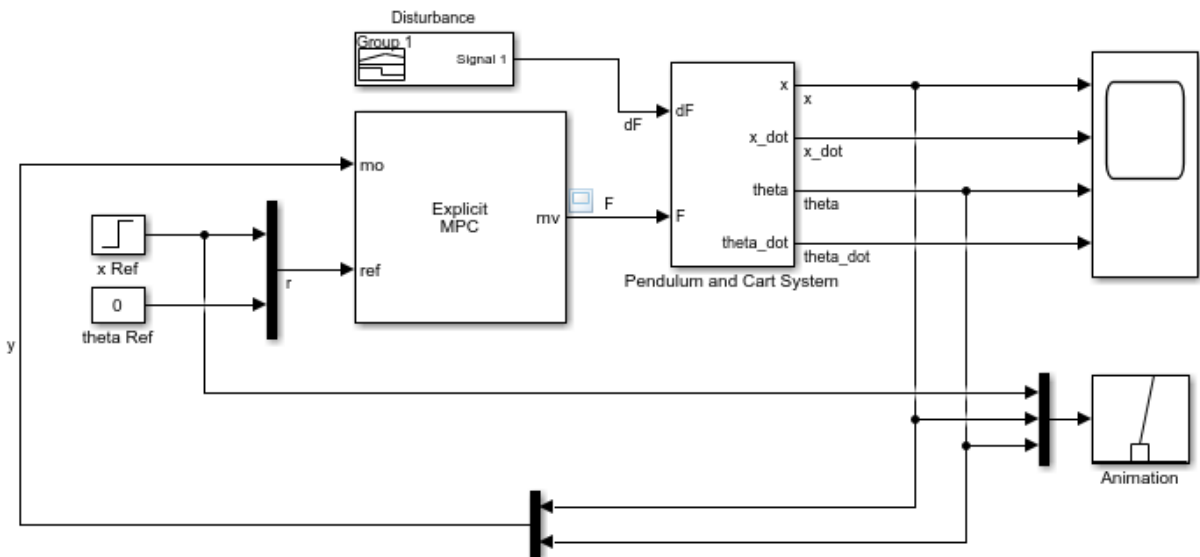 Disturbance
Group 1
Signal 1
dF
dF
F
x
x_dot
theta
theta_dot
x
x_dot
theta
theta_dot
Pendulum and Cart System
mo
ref
Explicit
MPC
mv
F
x Ref
0
theta Ref
r
y
Animation